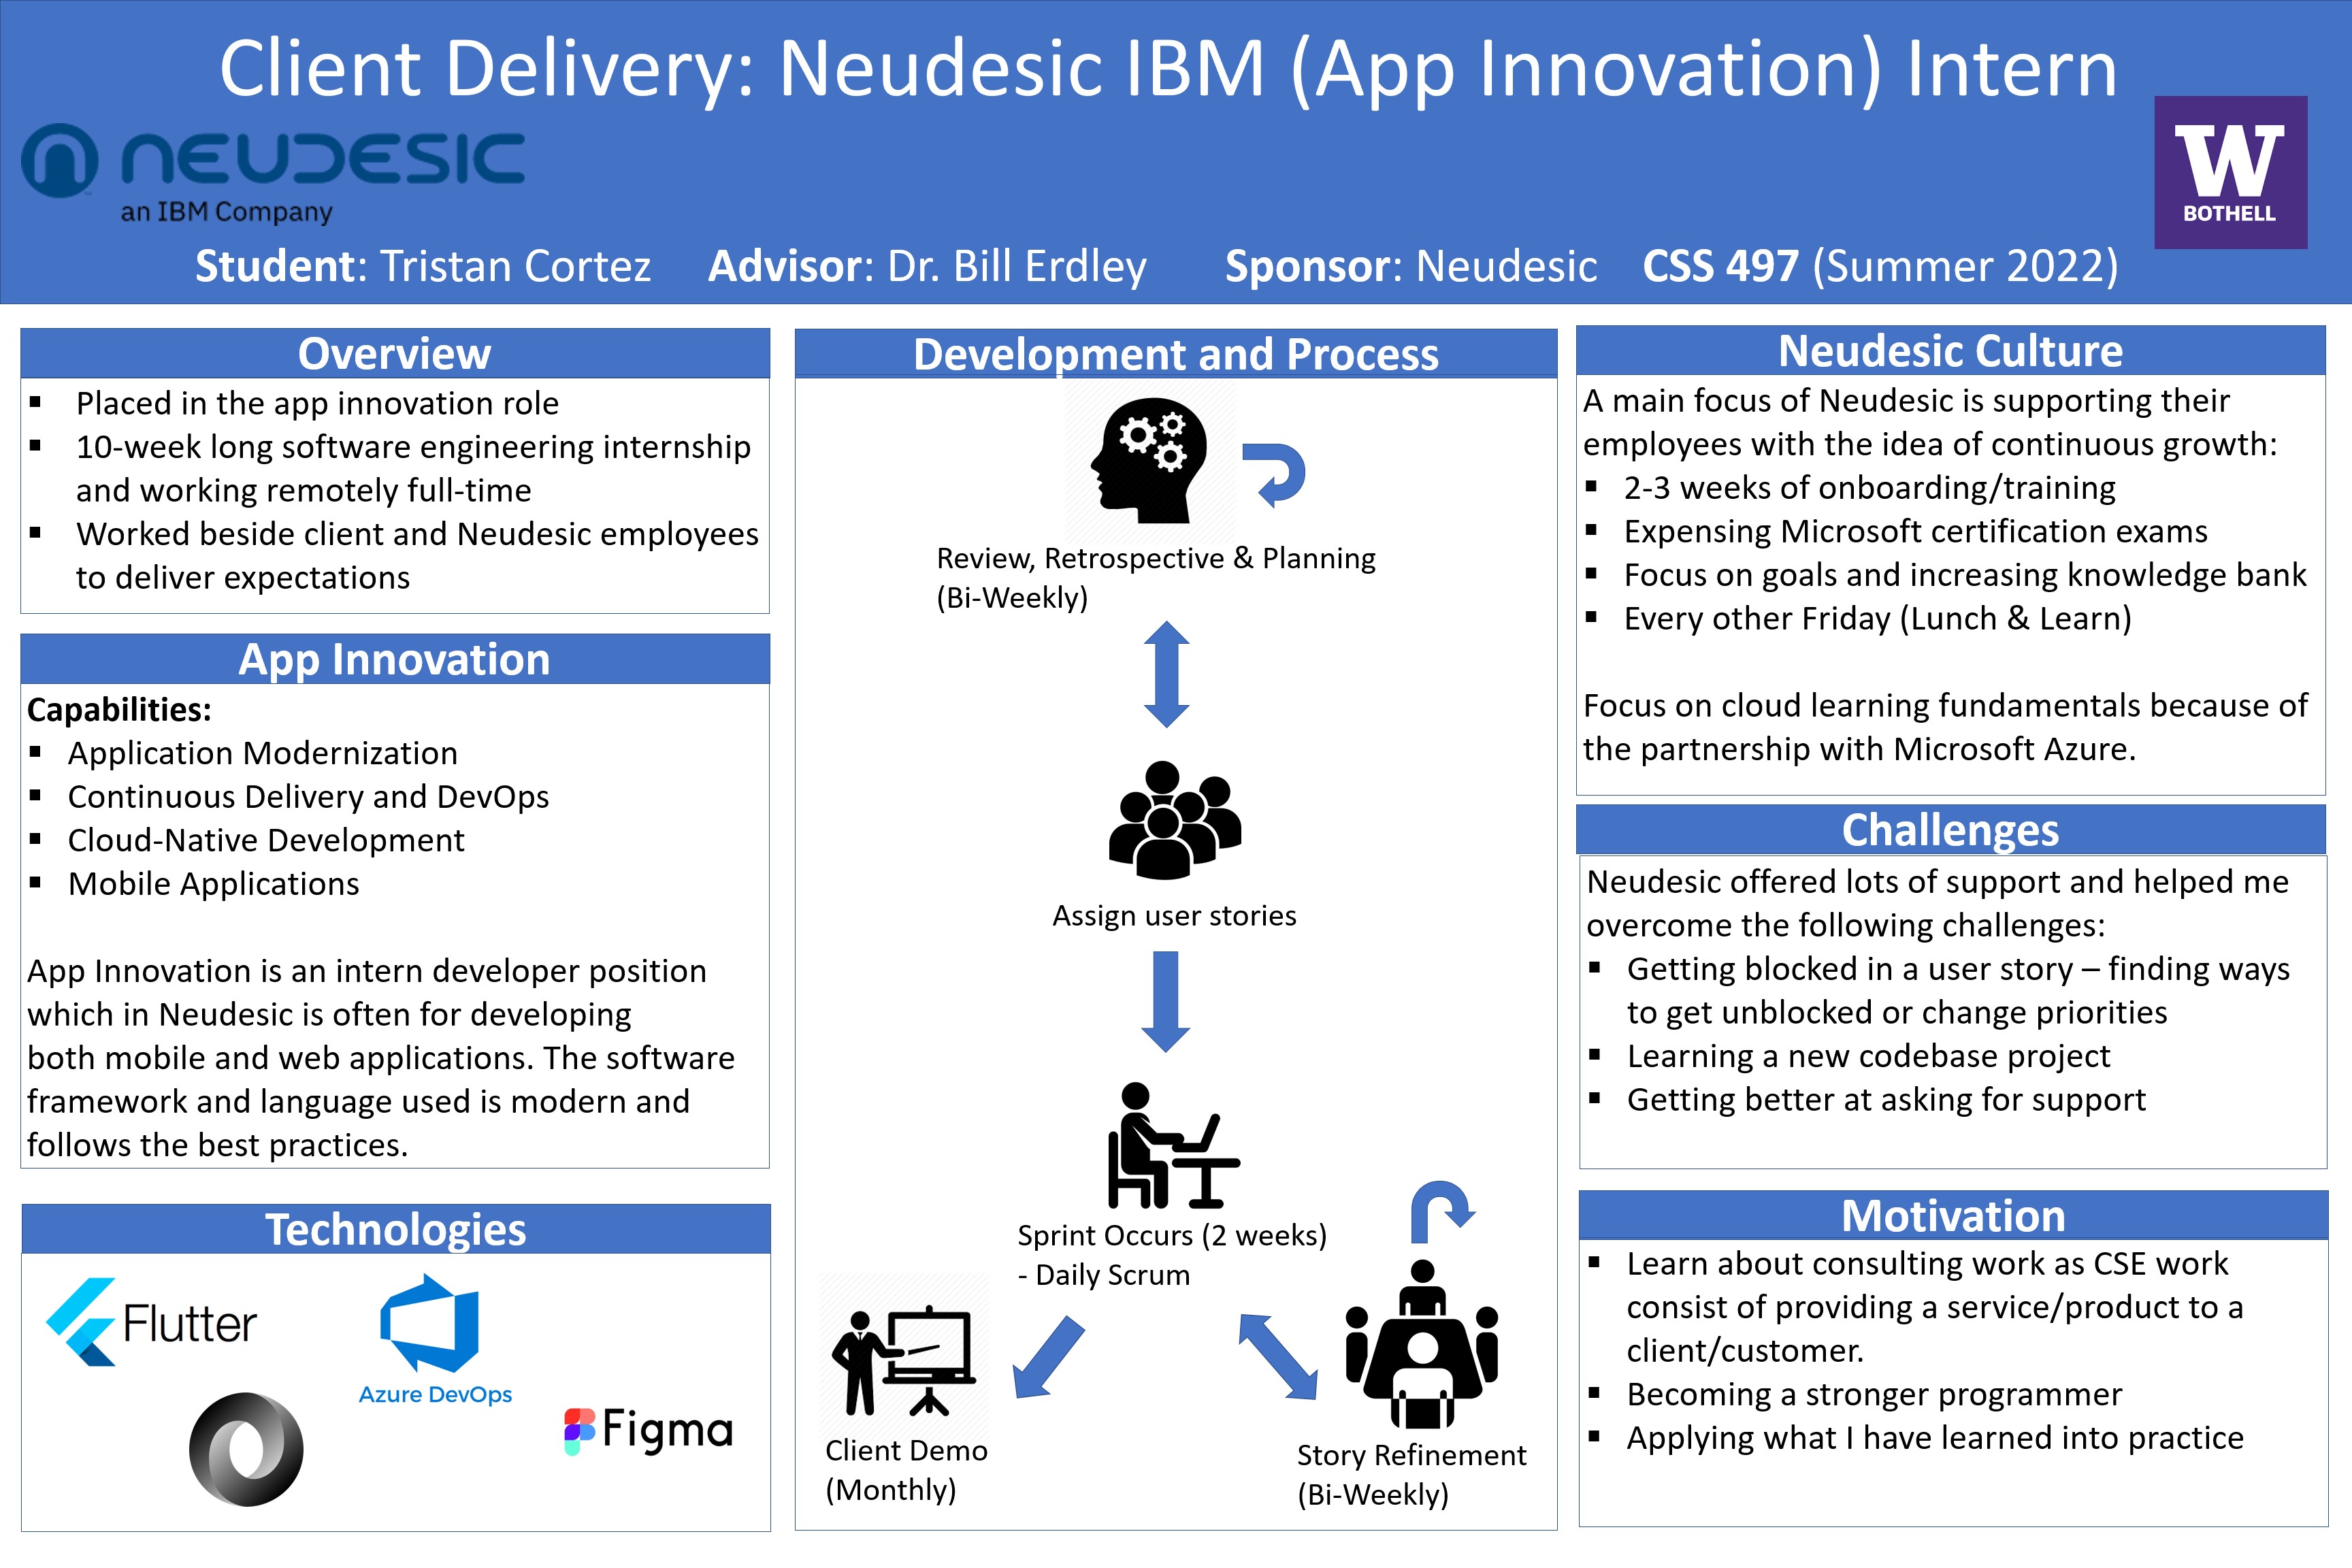 Client Delivery: Neudesic IBM (App Innovation) Intern
NEUDESIC
an IBM Company
W
BOTHELL
Student: Tristan Cortez Advisor: Dr. Bill Erdley Sponsor: Neudesic CSS 497 (Summer 2022)
Overview
▪ Placed in the app innovation role
▪ 10-week long software engineering internship
and working remotely full-time
▪ Worked beside client and Neudesic employees
to deliver expectations
App Innovation
Capabilities:
▪ Application Modernization
▪ Continuous Delivery and DevOps
▪ Cloud-Native Development
▪ Mobile Applications
App Innovation is an intern developer position
which in Neudesic is often for developing
both mobile and web applications. The software
framework and language used is modern and
follows the best practices.
Technologies
Flutter
Azure DevOps
Figma
Development and Process
Review, Retrospective & Planning
(Bi-Weekly)
Assign user stories
Sprint Occurs (2 weeks)
- Daily Scrum
Client Demo
(Monthly)
Story Refinement
(Bi-Weekly)
Neudesic Culture
A main focus of Neudesic is supporting their
employees with the idea of continuous growth:
▪ 2-3 weeks of onboarding/training
▪ Expensing Microsoft certification exams
▪ Focus on goals and increasing knowledge bank
▪ Every other Friday (Lunch & Learn)
Focus on cloud learning fundamentals because of
the partnership with Microsoft Azure.
Challenges
Neudesic offered lots of support and helped me
overcome the following challenges:
▪ Getting blocked in a user story – finding ways
to get unblocked or change priorities
▪ Learning a new codebase project
▪ Getting better at asking for support
Motivation
▪ Learn about consulting work as CSE work
consist of providing a service/product to a
client/customer.
▪ Becoming a stronger programmer
▪ Applying what I have learned into practice